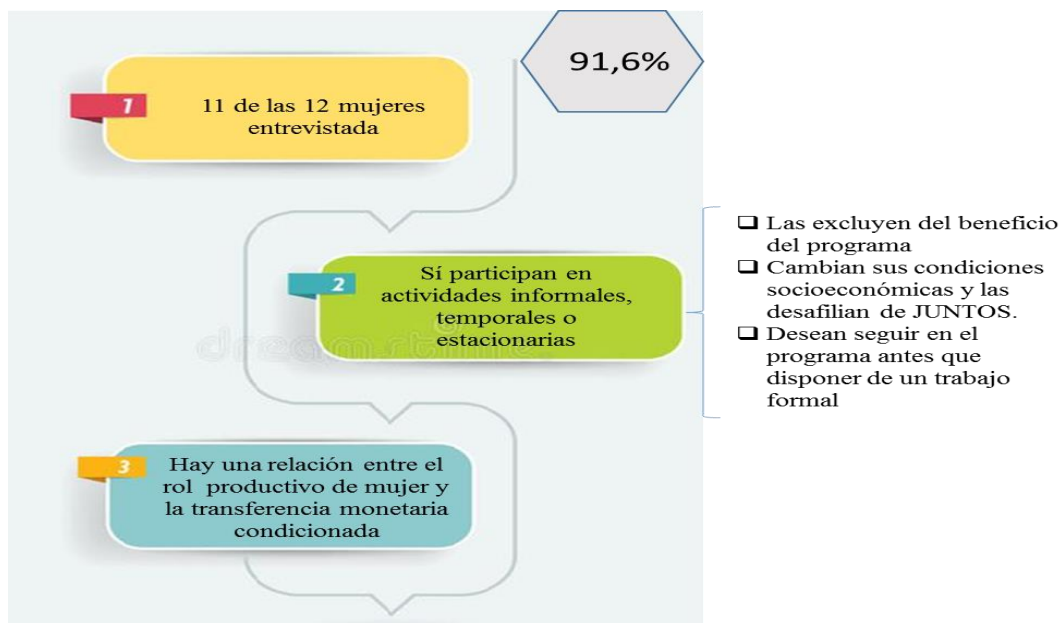 91,6%
1
11 de las 12 mujeres
entrevistada
2
Sí participan en
actividades informales,
temporales o
estacionarias
❑ Las excluyen del beneficio
del programa
❑ Cambian sus condiciones
socioeconómicas y las
desafilian de JUNTOS.
❑ Desean seguir en el
programa antes que
disponer de un trabajo
formal
dreamstime
3
Hay una relación entre el
rol productivo de mujer y
la transferencia monetaria
condicionada